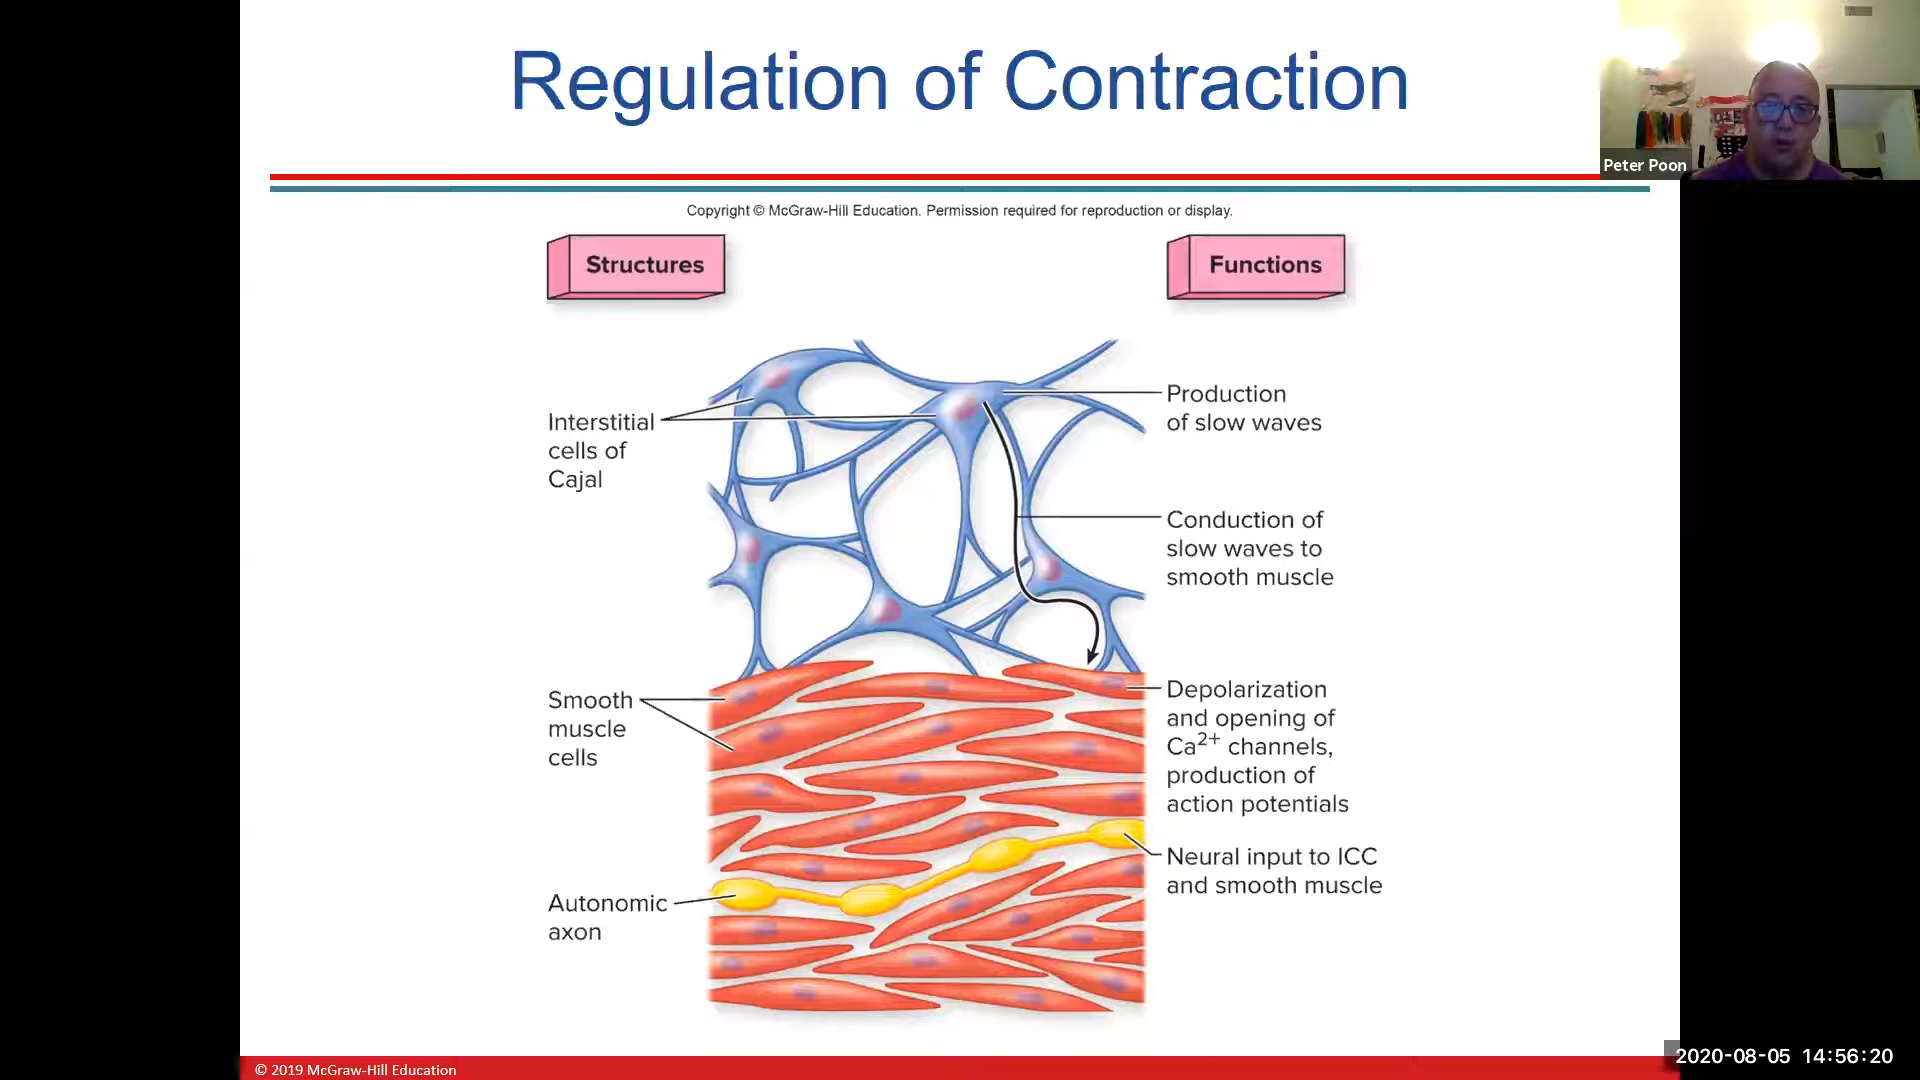 Regulation of Contraction
Peter Poon
Copyright © McGraw-Hill Education. Permission required for reproduction or display.
Structures
Functions
Interstitial
cells of
Cajal
Production
of slow waves
Conduction of
slow waves to
smooth muscle
Smooth
muscle
cells
Depolarization
and opening of
Ca²⁺ channels,
production of
action potentials
Neural input to ICC
and smooth muscle
Autonomic
axon
© 2019 McGraw-Hill Education
2020-08-05 14:56:20